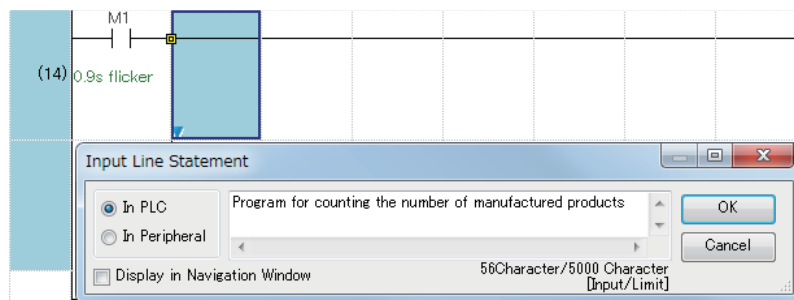 M1
(14)
0.9s flicker
Input Line Statement
In PLC
Program for counting the number of manufactured products
OK
In Peripheral
Cancel
Display in Navigation Window
56Character/5000 Character
[Input/Limit]